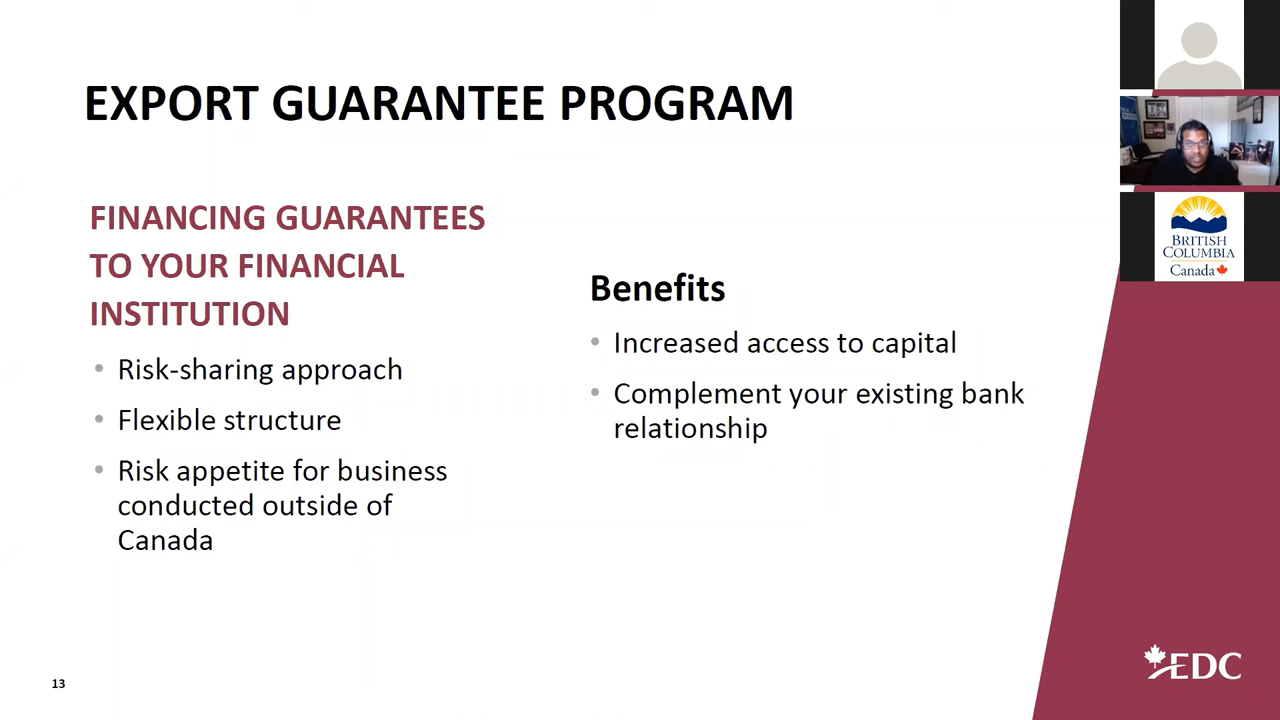 EXPORT GUARANTEE PROGRAM
FINANCING GUARANTEES
TO YOUR FINANCIAL
INSTITUTION
• Risk-sharing approach
• Flexible structure
• Risk appetite for business
conducted outside of
Canada
Benefits
• Increased access to capital
• Complement your existing bank
relationship
BRITISH
COLUMBIA
Canada
EDC
13